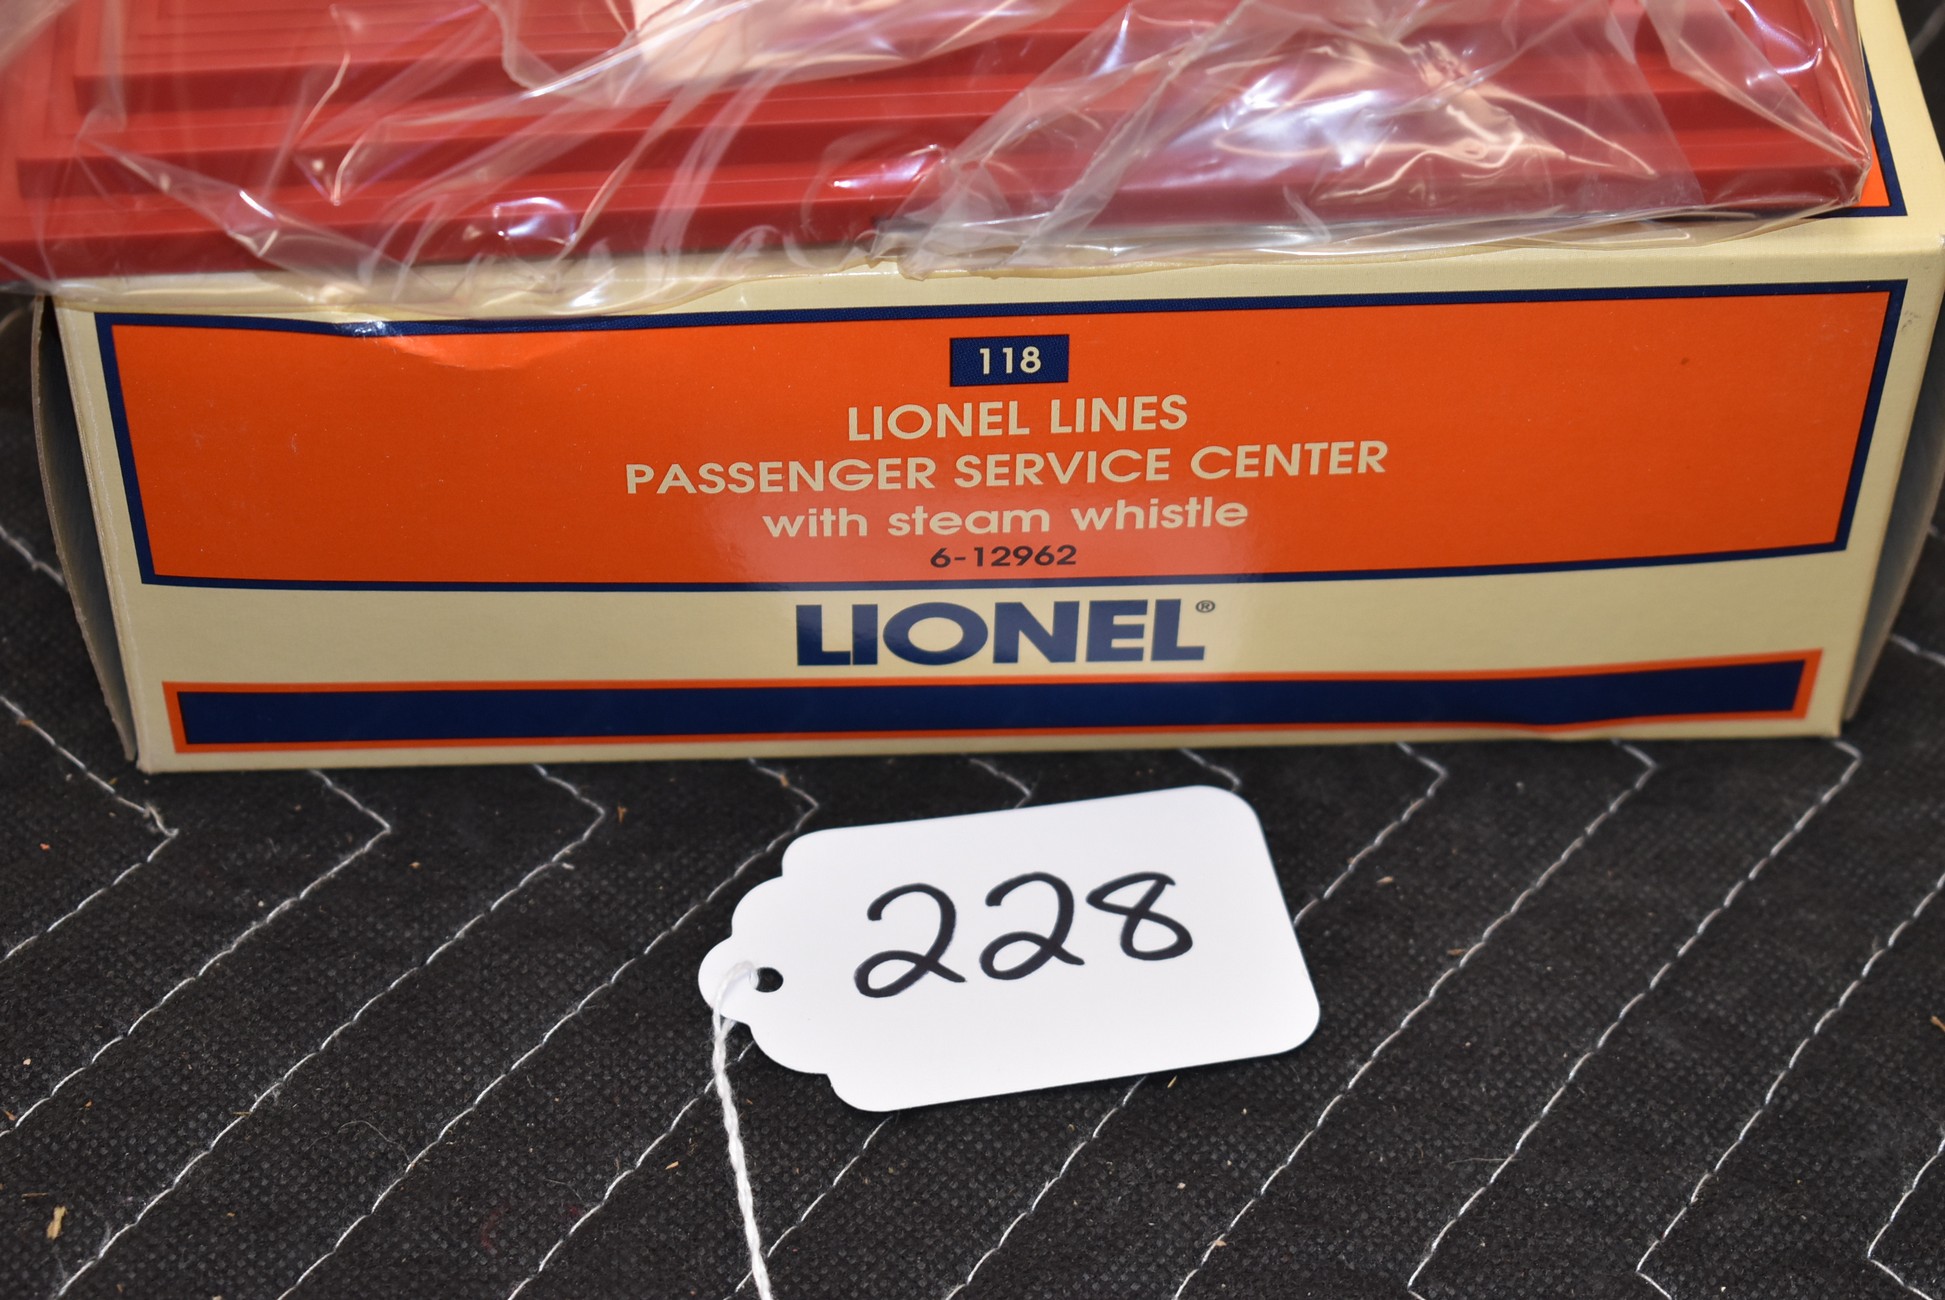 118
LIONEL LINES
PASSENGER SERVICE CENTER
with steam whistle
6-12962
LIONEL®
228